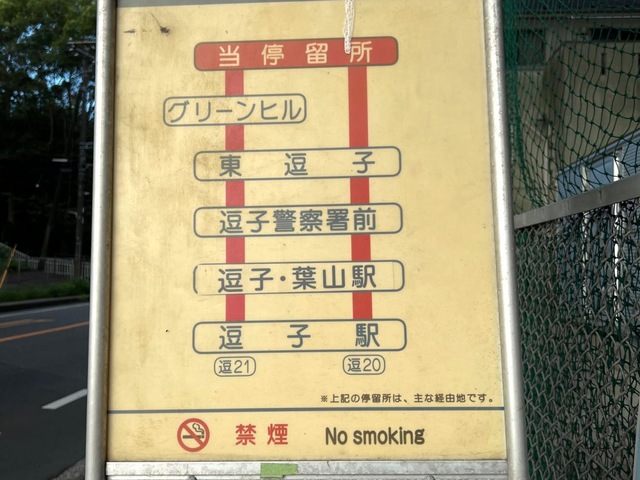 当停留所
グリーンヒル
東逗子
逗子警察署前
逗子・葉山駅
逗子駅
逗21 逗20
※上記の停留所は、主な経由地です。
禁煙 No smoking